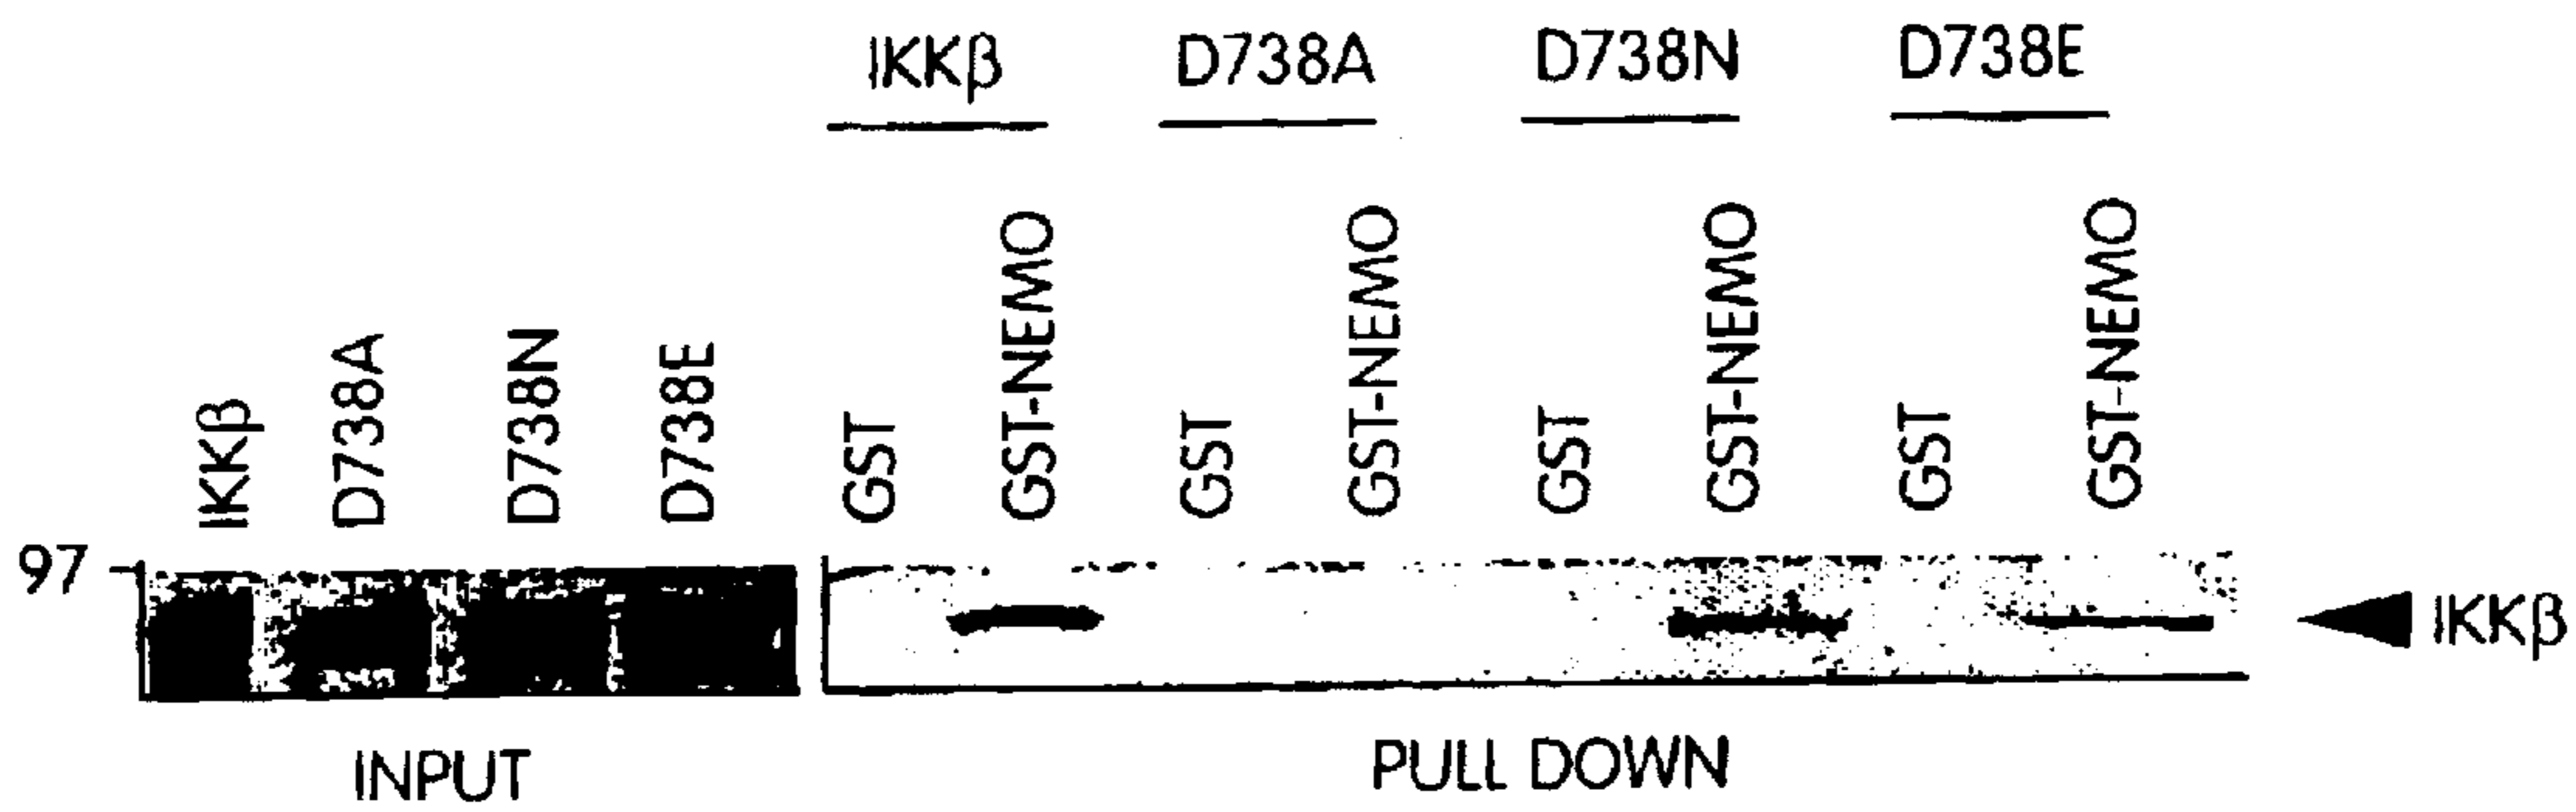 IKKβ D738A D738N D738E
GST GST-NEMO GST GST-NEMO GST GST-NEMO GST GST-NEMO
IKKβ D738A D738N D738E
97
IKKβ
INPUT PULL DOWN